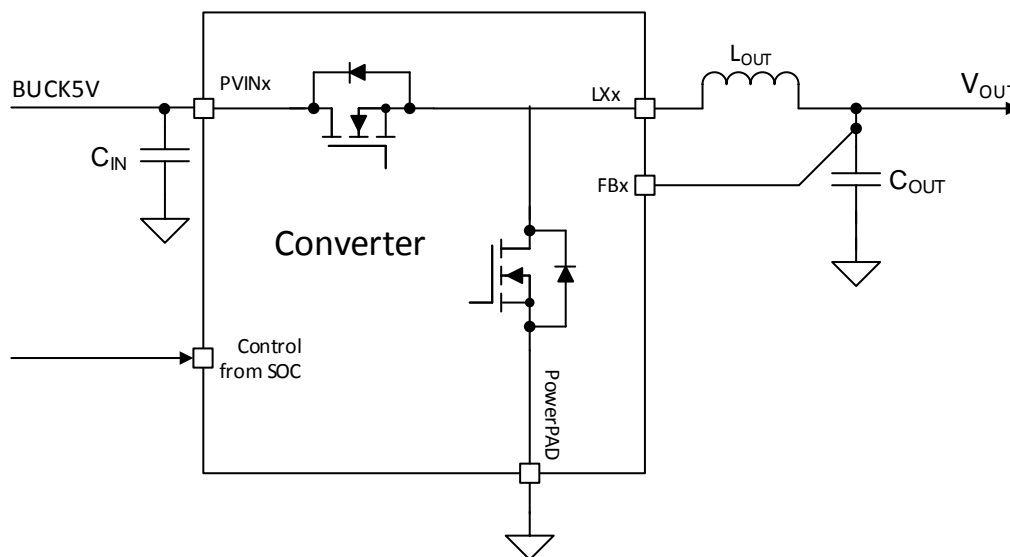 BUCK5V
PVINx
LXx
LOUT
VOUT
CIN
FBx
COUT
Converter
Control
from SOC
PowerPAD